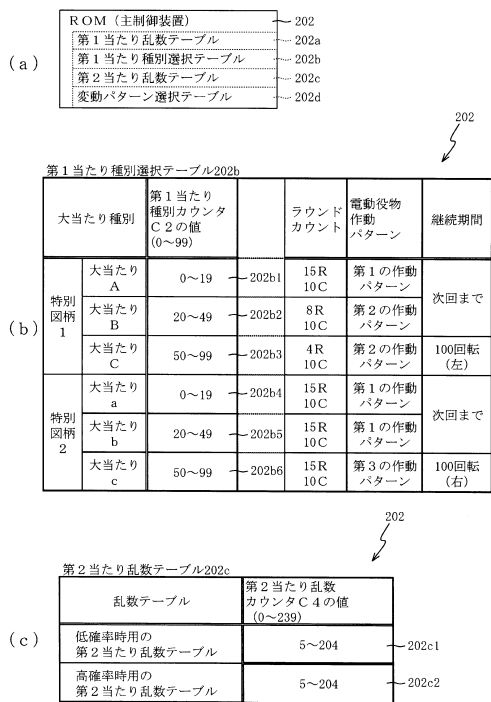 (a)
ROM（主制御装置）
202
第１当たり乱数テーブル
202a
第１当たり種別選択テーブル
202b
第２当たり乱数テーブル
202c
変動パターン選択テーブル
202d
202
(b)
第１当たり種別選択テーブル202b
大当たり種別
第１当たり
種別カウンタ
Ｃ２の値
(0～99)
ラウンド
カウント
電動役物
作動
パターン
継続期間
特別
図柄
1
大当たり
A
0～19
202b1
15R
10C
第１の作動
パターン
次回まで
大当たり
B
20～49
202b2
8R
10C
第２の作動
パターン
大当たり
C
50～99
202b3
4R
10C
第２の作動
パターン
100回転
(左)
特別
図柄
2
大当たり
a
0～19
202b4
15R
10C
第１の作動
パターン
次回まで
大当たり
b
20～49
202b5
15R
10C
第１の作動
パターン
大当たり
c
50～99
202b6
15R
10C
第３の作動
パターン
100回転
(右)
202
(c)
第２当たり乱数テーブル202c
乱数テーブル
第２当たり乱数
カウンタＣ４の値
(0～239)
低確率時用の
第２当たり乱数テーブル
5～204
202c1
高確率時用の
第２当たり乱数テーブル
5～204
202c2